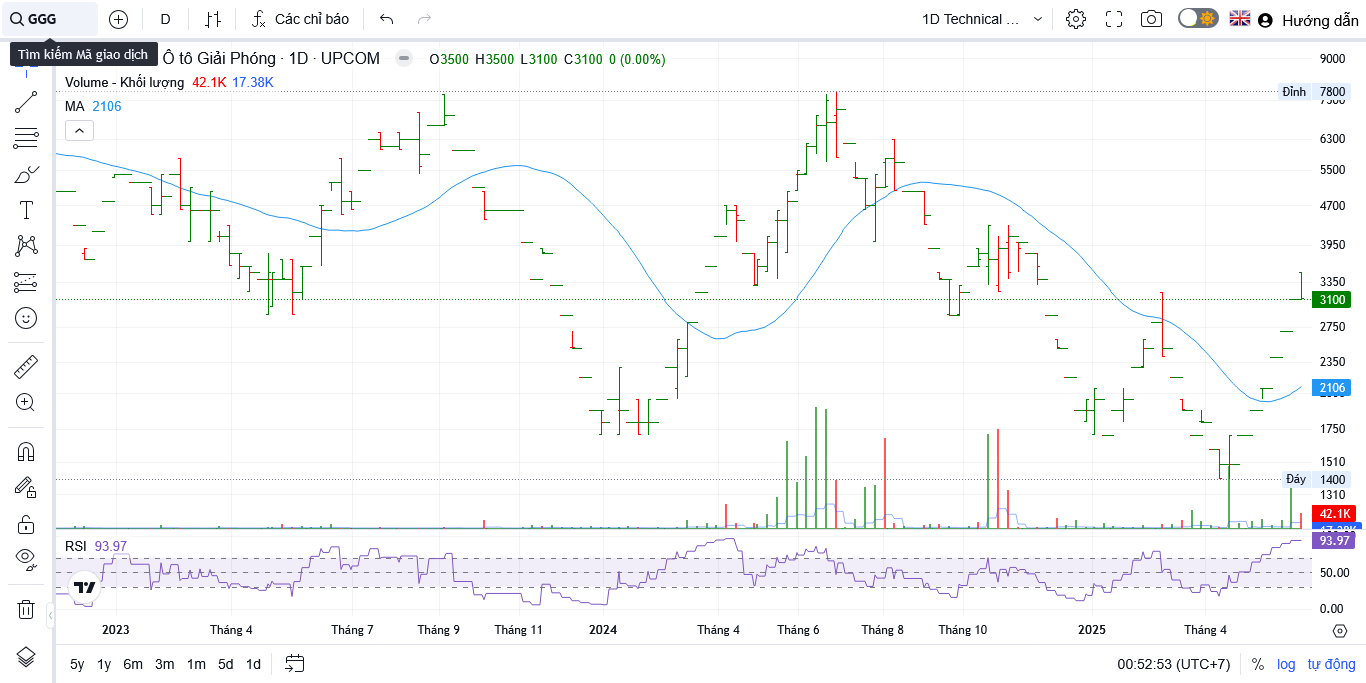 GGG
D
Các chỉ báo
1D Technical ...
Hướng dẫn
Tìm kiếm Mã giao dịch
Ô tô Giải Phóng · 1D · UPCOM
O3500 H3500 L3100 C3100 0 (0.00%)
Volume - Khối lượng 42.1K 17.38K
MA 2106
9000
Đỉnh 7800
6300
5500
4700
3950
3350
3100
2750
2350
2106
1750
1510
Đáy 1400
1310
42.1K
RSI 93.97
93.97
50.00
0.00
2023 Tháng 4 Tháng 7 Tháng 9 Tháng 11 2024 Tháng 4 Tháng 6 Tháng 8 Tháng 10 2025 Tháng 4
5y 1y 6m 3m 1m 5d 1d
00:52:53 (UTC+7) % log tự động